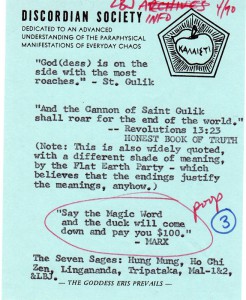 LBJ ARCHIVES 4/90
INFO
DISCORDIAN SOCIETY
DEDICATED TO AN ADVANCED
UNDERSTANDING OF THE PARAPHYSICAL
MANIFESTATIONS OF EVERYDAY CHAOS
KALLISTI
"God(dess) is on the
side with the most
roaches." - St. Gulik
"And the Cannon of Saint Gulik
shall roar for the end of the world."
-- Revolutions 13:23
HONEST BOOK OF TRUTH
(Note: This is also widely quoted,
with a different shade of meaning,
by the Flat Earth Party - which
believes that the endings justify
the meanings, anyhow.)
poop
"Say the Magic Word
and the duck will come
down and pay you $100."
- MARX
3
The Seven Sages: Hung Mung, Ho Chi
Zen, Lingananda, Tripataka, Mal-1&2,
&LBJ.
— THE GODDESS ERIS PREVAILS —